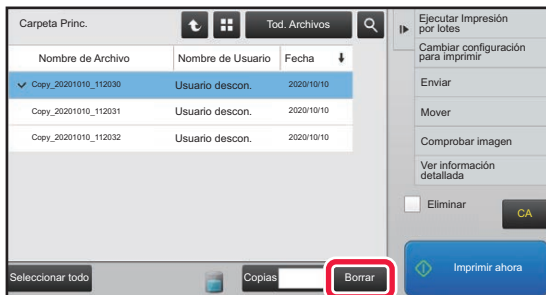 Carpeta Princ.
Tod. Archivos
Nombre de Archivo Nombre de Usuario Fecha
Copy_20201010_112030 Usuario descon. 2020/10/10
Copy_20201010_112031 Usuario descon. 2020/10/10
Copy_20201010_112032 Usuario descon. 2020/10/10
Seleccionar todo
Copias
Borrar
Ejecutar Impresión
por lotes
Cambiar configuración
para imprimir
Enviar
Mover
Comprobar imagen
Ver información
detallada
Eliminar
CA
Imprimir ahora